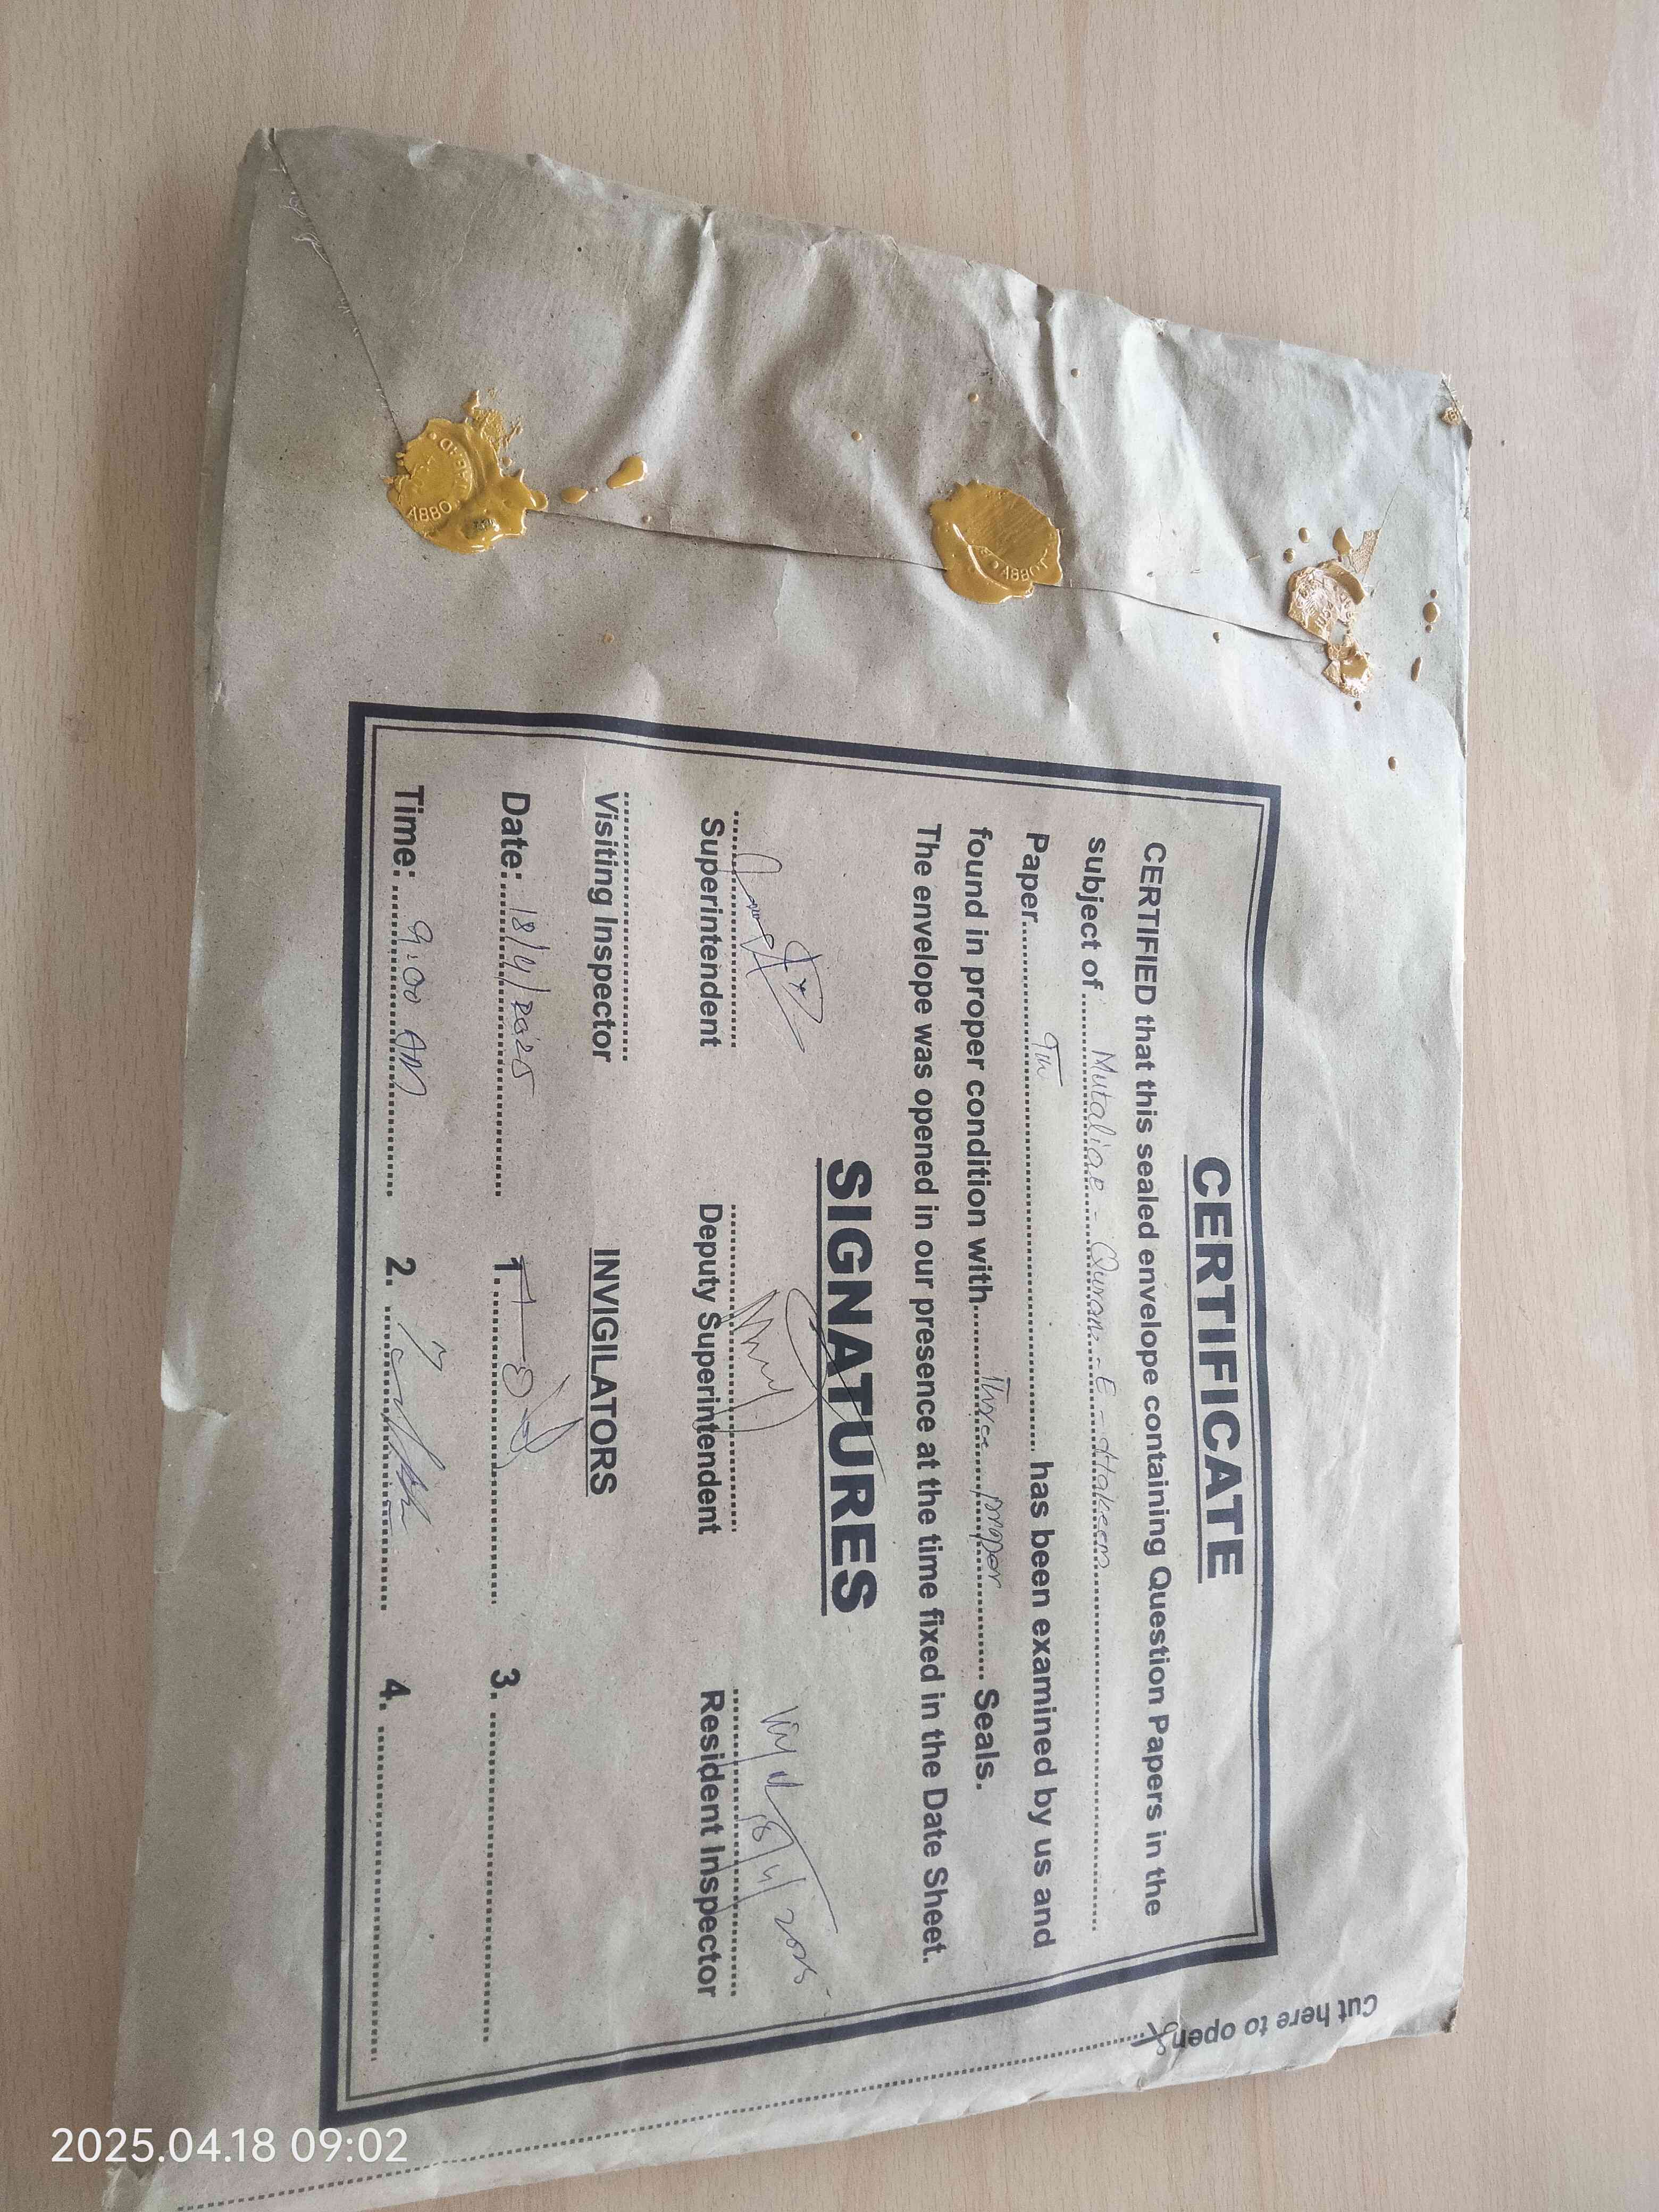 CERTIFICATE
CERTIFIED that this sealed envelope containing Question Papers in the
subject of Mutaliae - Quran - E - Hakeem
Paper has been examined by us and
found in proper condition with Three proper Seals.
The envelope was opened in our presence at the time fixed in the Date Sheet.
SIGNATURES
18/4/2025
Superintendent Deputy Superintendent Resident Inspector
Visiting Inspector INVIGILATORS
Date: 18/4/2025 1. 3.
Time: 9:00 AM 2. 4.
Cut here to open
ABBO
ABBOT
2025.04.18 09:02